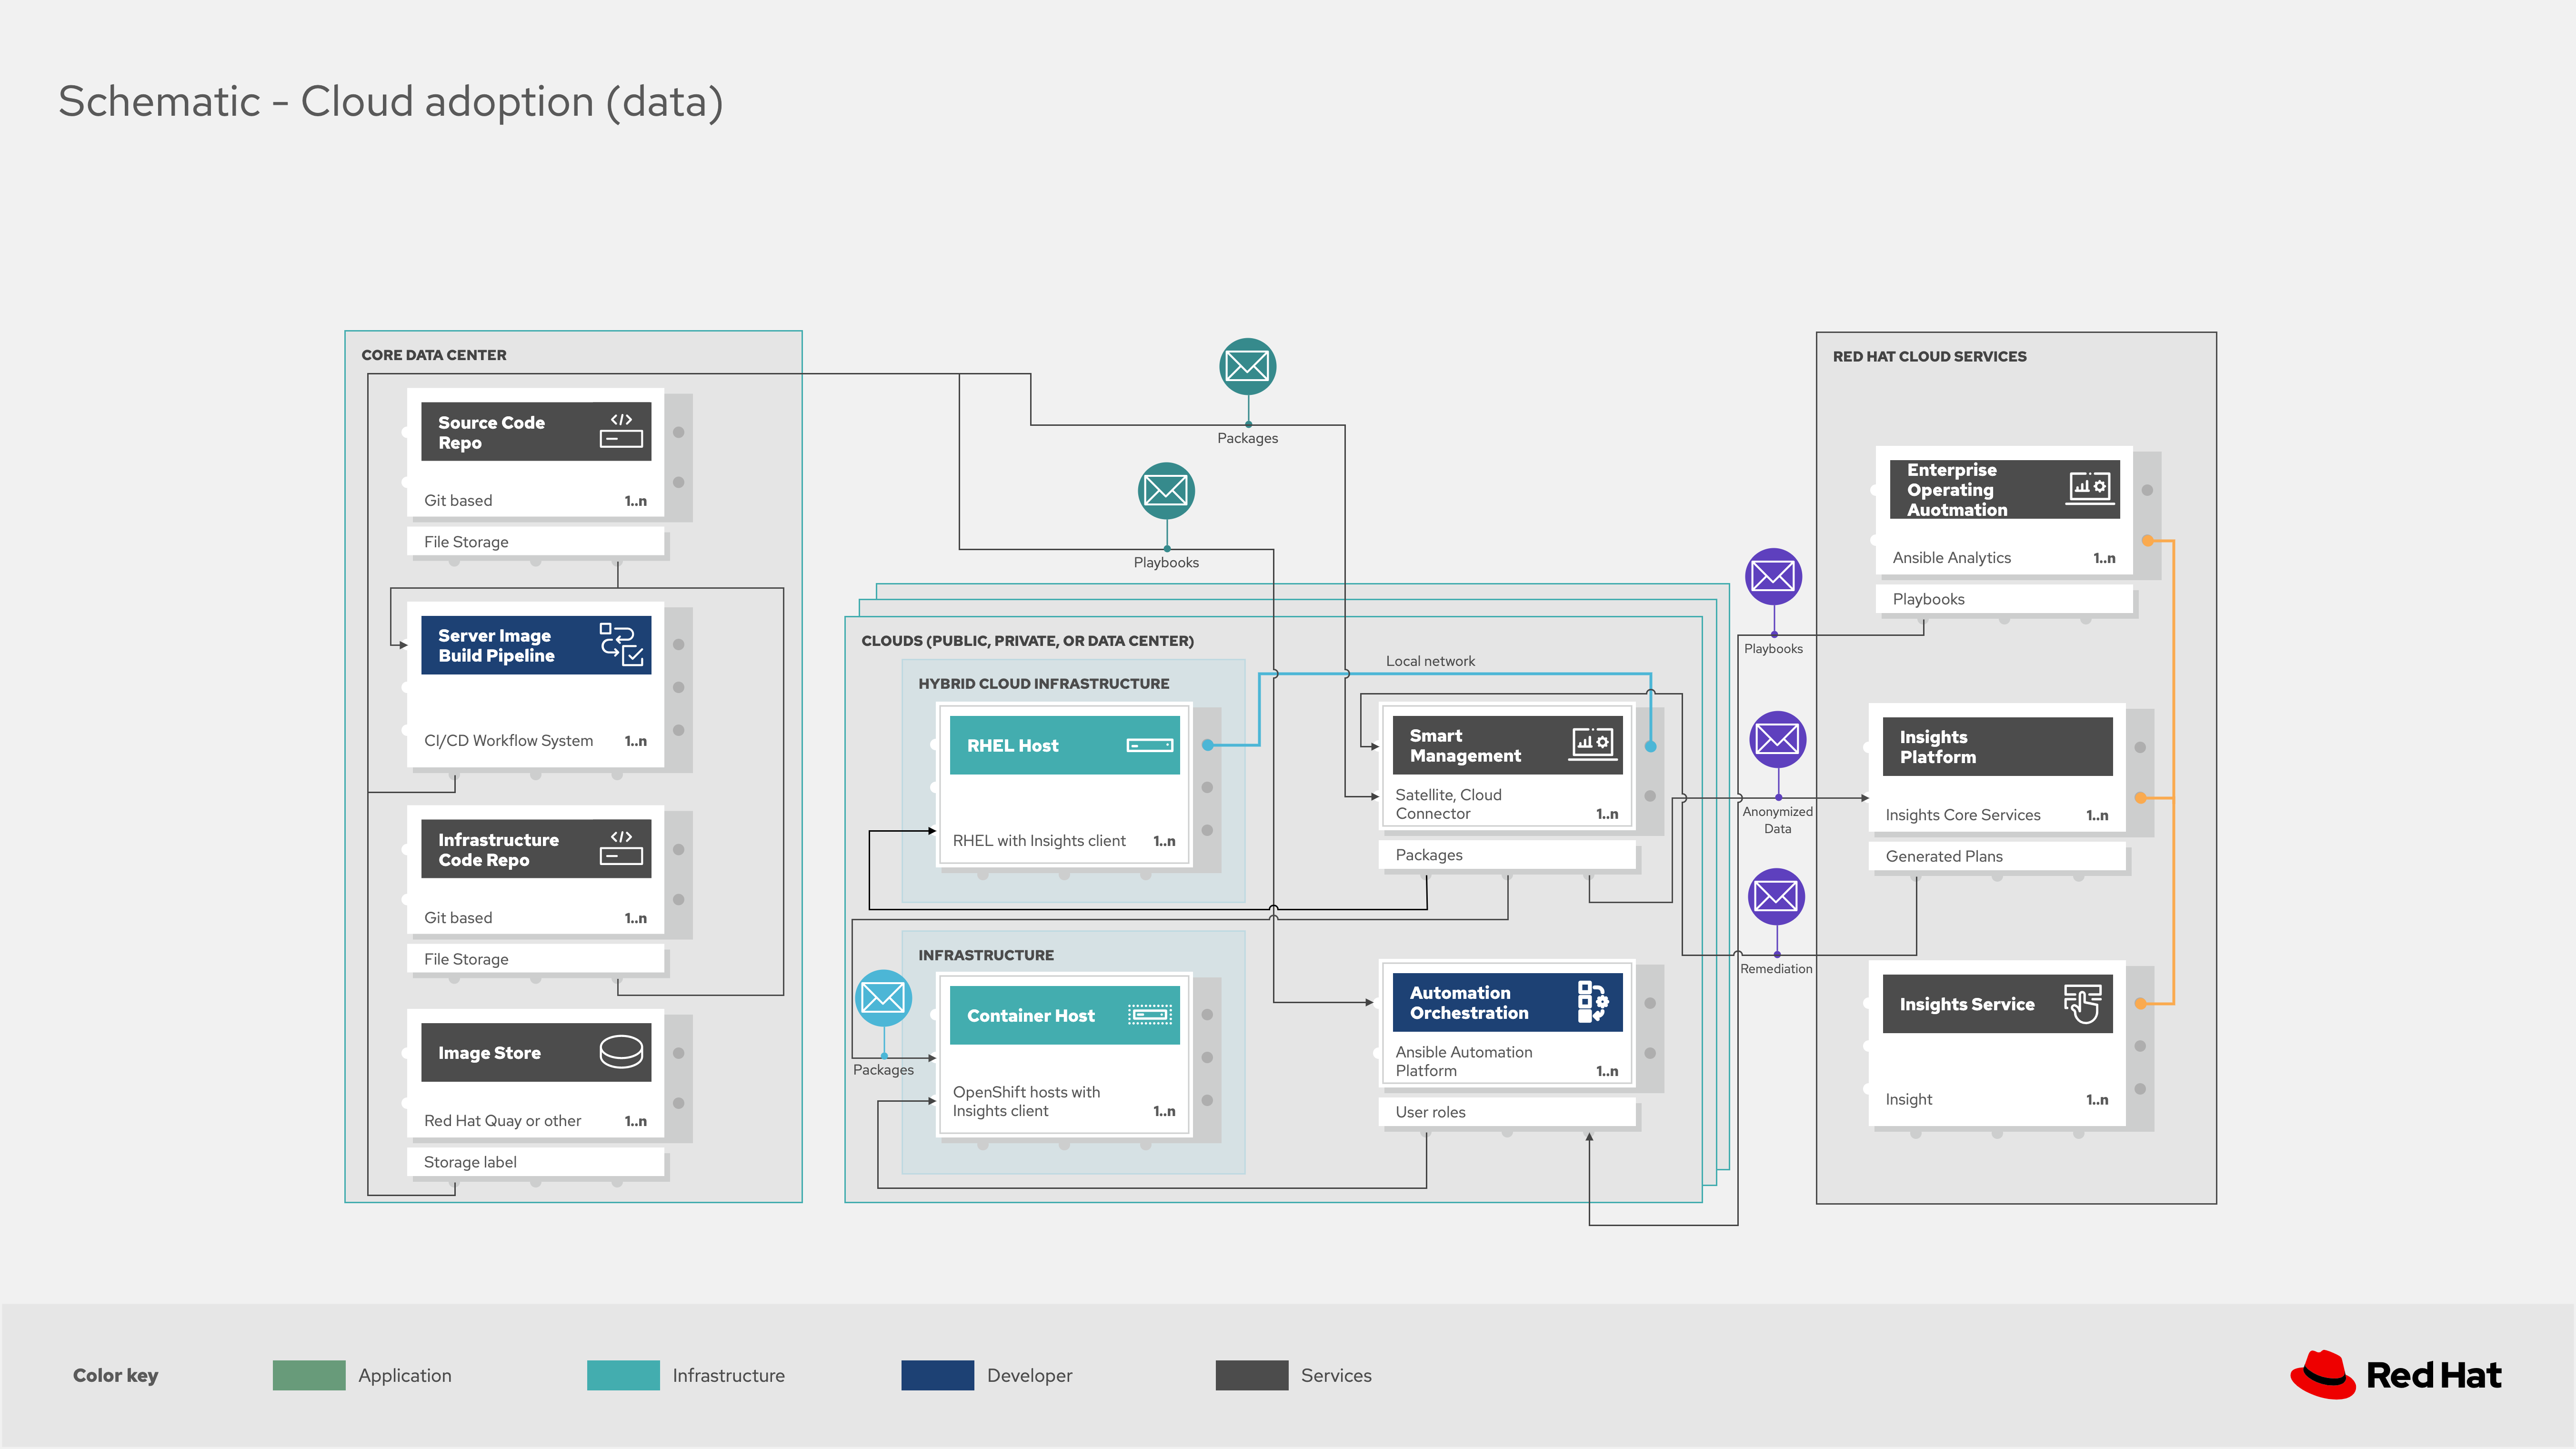 Schematic - Cloud adoption (data)
CORE DATA CENTER
Source Code
Repo
Git based
1..n
File Storage
Server Image
Build Pipeline
CI/CD Workflow System
1..n
Infrastructure
Code Repo
Git based
1..n
File Storage
Image Store
Red Hat Quay or other
1..n
Storage label
Packages
Playbooks
CLOUDS (PUBLIC, PRIVATE, OR DATA CENTER)
HYBRID CLOUD INFRASTRUCTURE
RHEL Host
RHEL with Insights client
1..n
Local network
Smart
Management
Satellite, Cloud
Connector
1..n
Packages
INFRASTRUCTURE
Packages
Container Host
OpenShift hosts with
Insights client
1..n
Automation
Orchestration
Ansible Automation
Platform
1..n
User roles
Playbooks
Anonymized
Data
Remediation
RED HAT CLOUD SERVICES
Enterprise
Operating
Auotmation
Ansible Analytics
1..n
Playbooks
Insights
Platform
Insights Core Services
1..n
Generated Plans
Insights Service
Insight
1..n
Color key
Application
Infrastructure
Developer
Services
Red Hat